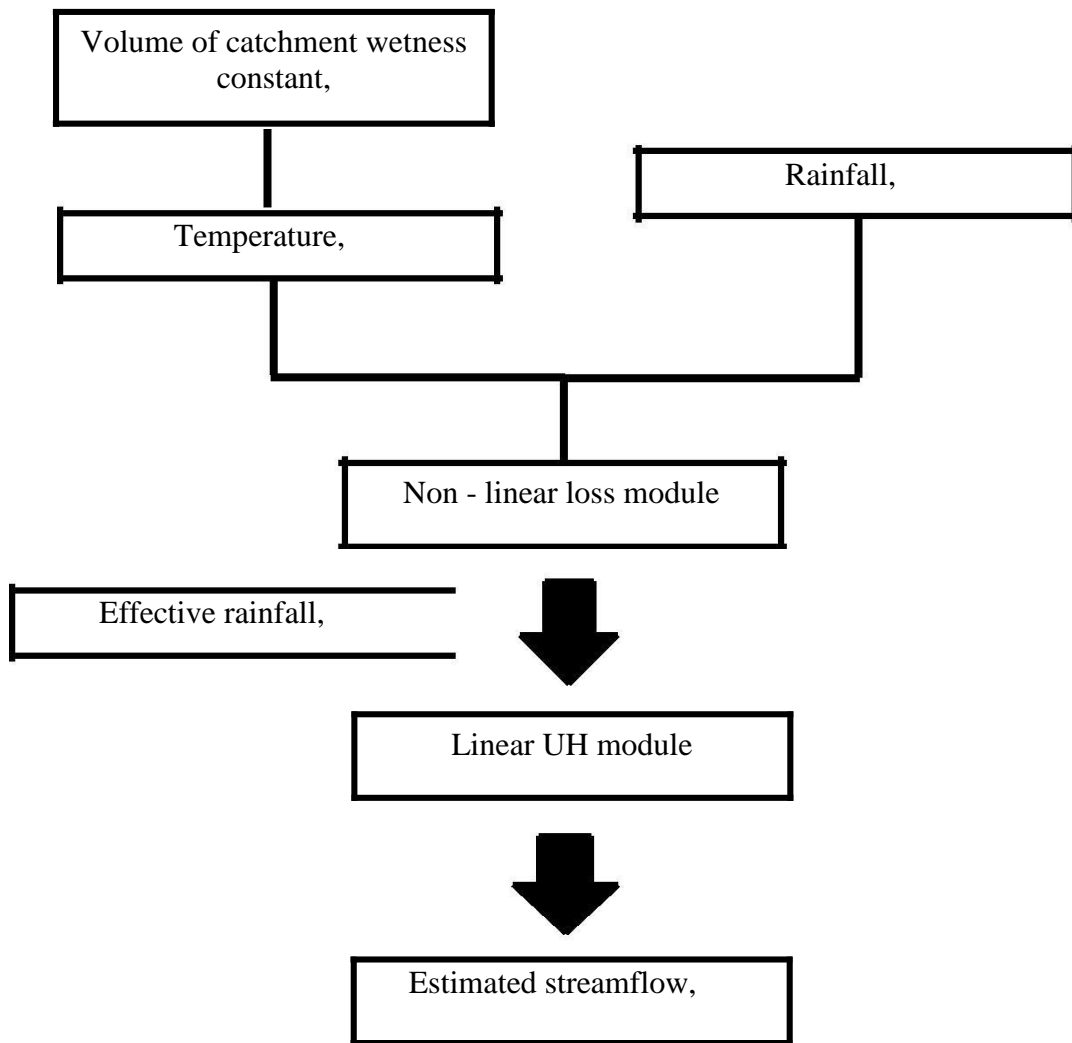 Volume of catchment wetness
constant,
Rainfall,
Temperature,
Non - linear loss module
Effective rainfall,
Linear UH module
Estimated streamflow,